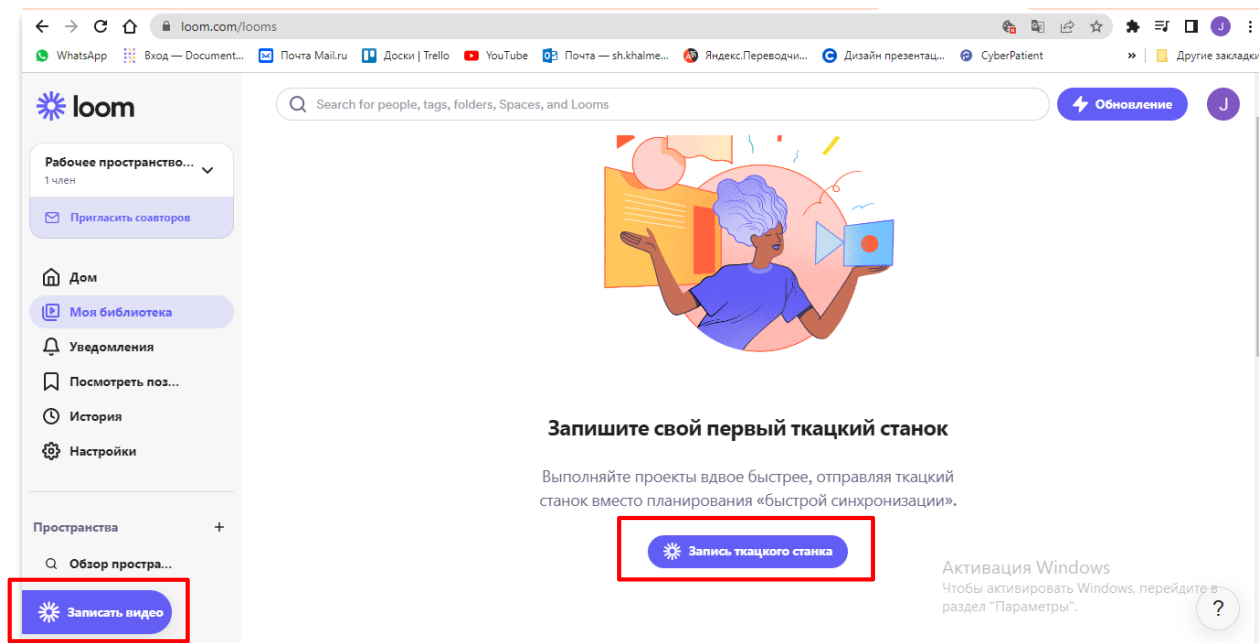 loom.com/looms
J
WhatsApp
Вход — Document...
Почта Mail.ru
Доски | Trello
YouTube
Почта — sh.khalme...
Яндекс.Переводчи...
Дизайн презентац...
CyberPatient
»
Другие закладки
loom
Search for people, tags, folders, Spaces, and Looms
Обновление
J
Рабочее пространство...
1 член
Пригласить соавторов
Дом
Моя библиотека
Уведомления
Посмотреть поз...
История
Настройки
Запишите свой первый ткацкий станок
Выполняйте проекты вдвое быстрее, отправляя ткацкий
станок вместо планирования «быстрой синхронизации».
Запись ткацкого станка
Пространства +
Обзор простра...
Записать видео
Активация Windows
Чтобы активировать Windows, перейдите в
раздел "Параметры".
?